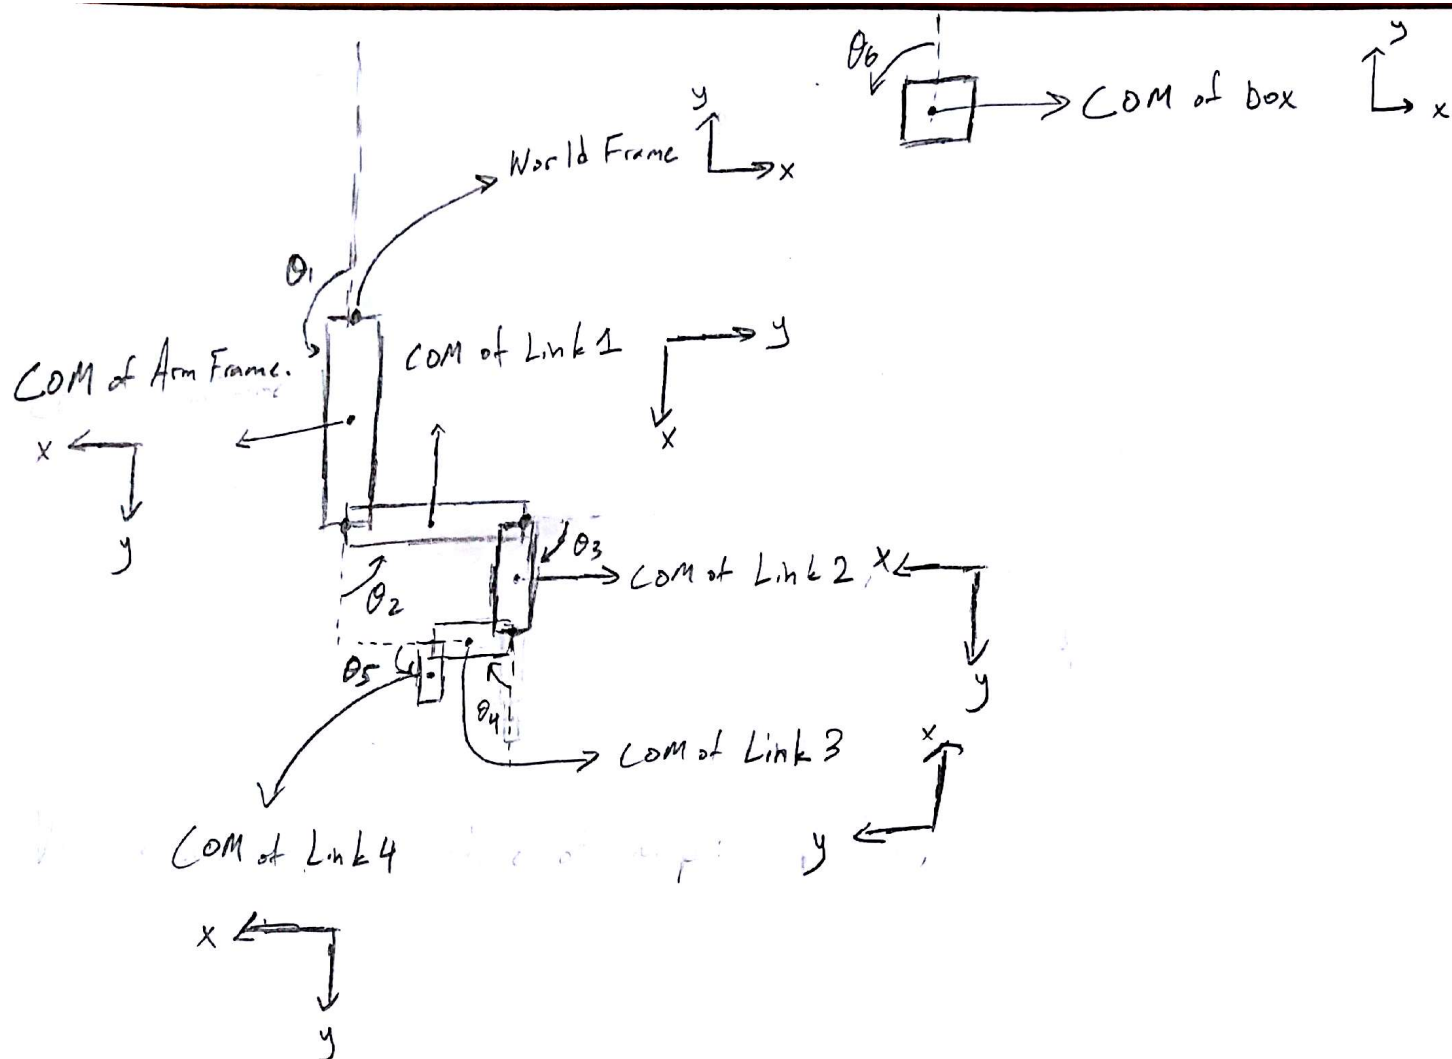 θ6
y
COM of box
x
y
World Frame
x
θ1
COM of Link 1
y
x
COM of Arm Frame.
x
y
θ3
COM of Link 2
x
y
θ2
θ5
θ4
COM of Link 3
x
y
COM of Link 4
x
y